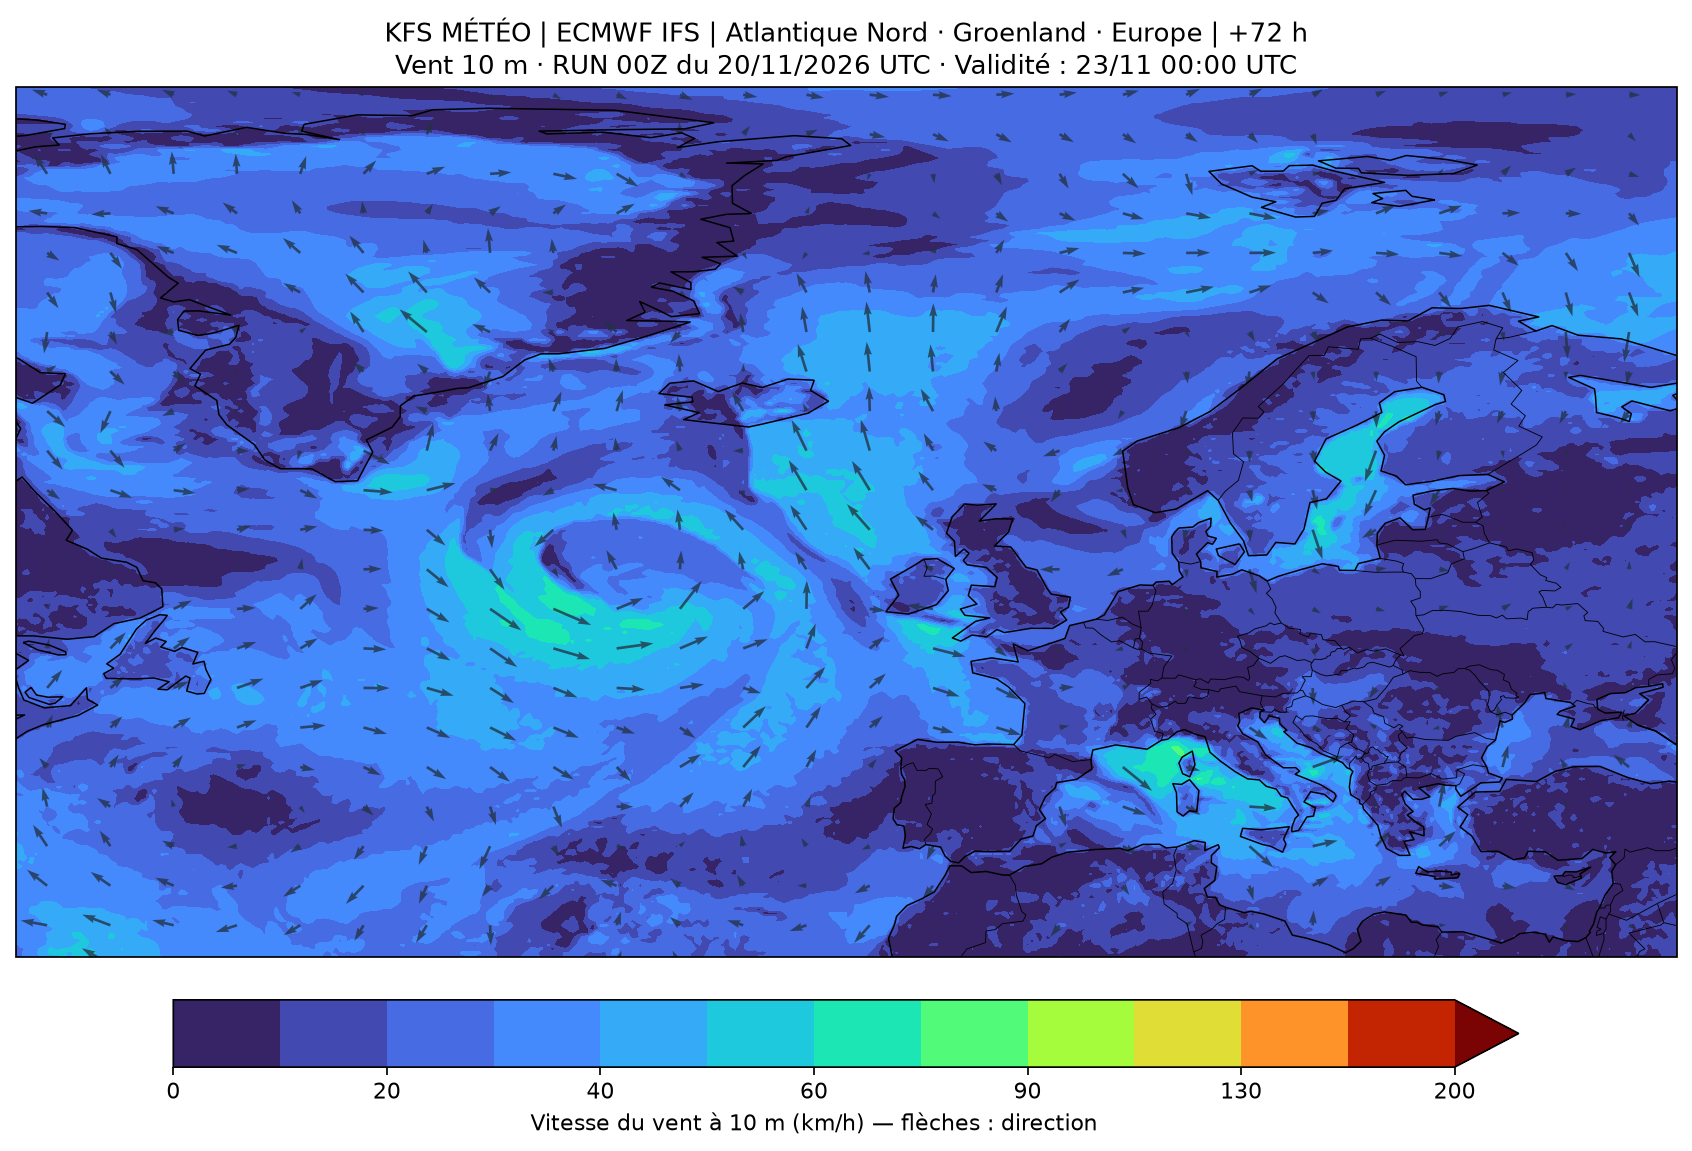 KFS MÉTÉO | ECMWF IFS | Atlantique Nord · Groenland · Europe | +72 h
Vent 10 m · RUN 00Z du 20/11/2026 UTC · Validité : 23/11 00:00 UTC
0 20 40 60 90 130 200
Vitesse du vent à 10 m (km/h) — flèches : direction